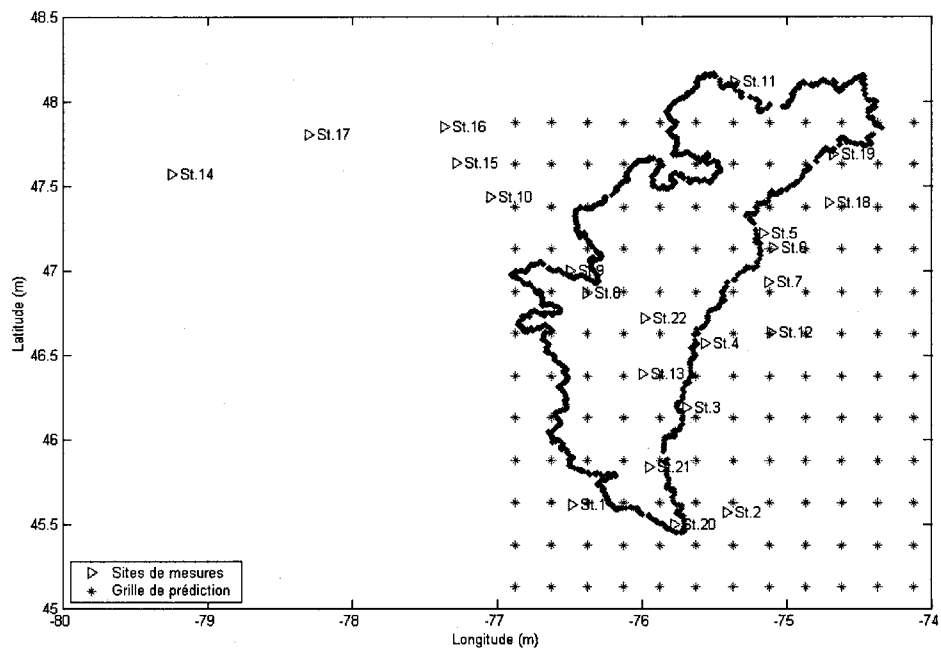 48.5
St.11
48
St.16
St.17
St.19
St.15
St.14
47.5
St.10
St.18
St.5
St.6
47
St.9
St.7
St.8
St.22
St.12
St.4
46.5
St.13
St.3
46
St.21
St.1
St.2
45.5
St.20
Sites de mesures
Grille de prédiction
45
-80
-79
-78
-77
-76
-75
-74
Longitude (m)
Latitude (m)